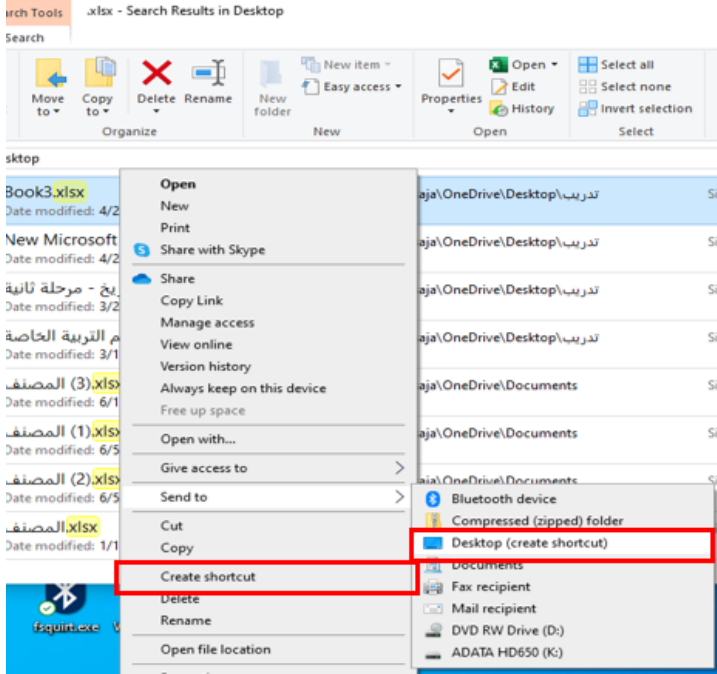 Search Tools
.xlsx - Search Results in Desktop
Search
Move to
Copy to
Delete
Rename
New folder
New item
Easy access
Properties
Open
Edit
History
Select all
Select none
Invert selection
Organize
New
Open
Select
Book3.xlsx
aja\OneDrive\Desktop\تدريب
Date modified: 4/2
New Microsoft
aja\OneDrive\Desktop\تدريب
Date modified: 4/2
يخ - مرحلة ثانية
aja\OneDrive\Desktop\تدريب
Date modified: 3/2
م التربية الخاصة
aja\OneDrive\Desktop\تدريب
Date modified: 3/1
المصنف (3).xlsx
aja\OneDrive\Documents
Date modified: 6/1
المصنف (1).xlsx
aja\OneDrive\Documents
Date modified: 6/5
المصنف (2).xlsx
aja\OneDrive\Documents
Date modified: 6/5
المصنف.xlsx
Date modified: 1/1
fsquirt.exe
Open
New
Print
Share with Skype
Share
Copy Link
Manage access
View online
Version history
Always keep on this device
Free up space
Open with...
Give access to
Send to
Cut
Copy
Create shortcut
Delete
Rename
Open file location
Bluetooth device
Compressed (zipped) folder
Desktop (create shortcut)
Documents
Fax recipient
Mail recipient
DVD RW Drive (D:)
ADATA HD650 (K:)